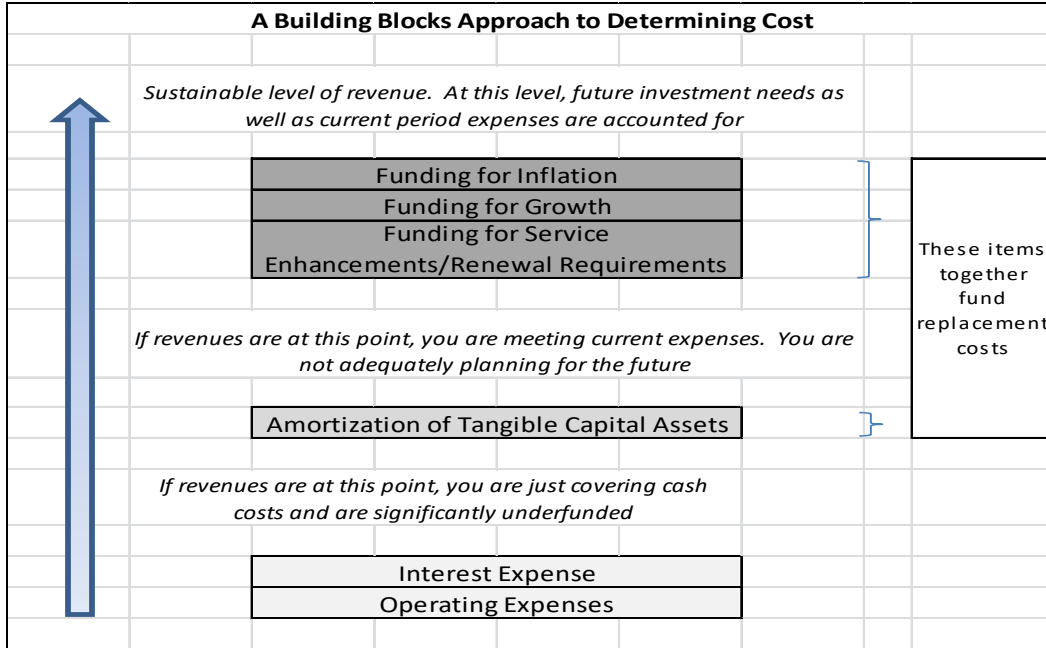 A Building Blocks Approach to Determining Cost
Sustainable level of revenue. At this level, future investment needs as
well as current period expenses are accounted for
Funding for Inflation
Funding for Growth
Funding for Service
Enhancements/Renewal Requirements
These items
together
fund
replacement
costs
If revenues are at this point, you are meeting current expenses. You are
not adequately planning for the future
Amortization of Tangible Capital Assets
If revenues are at this point, you are just covering cash
costs and are significantly underfunded
Interest Expense
Operating Expenses